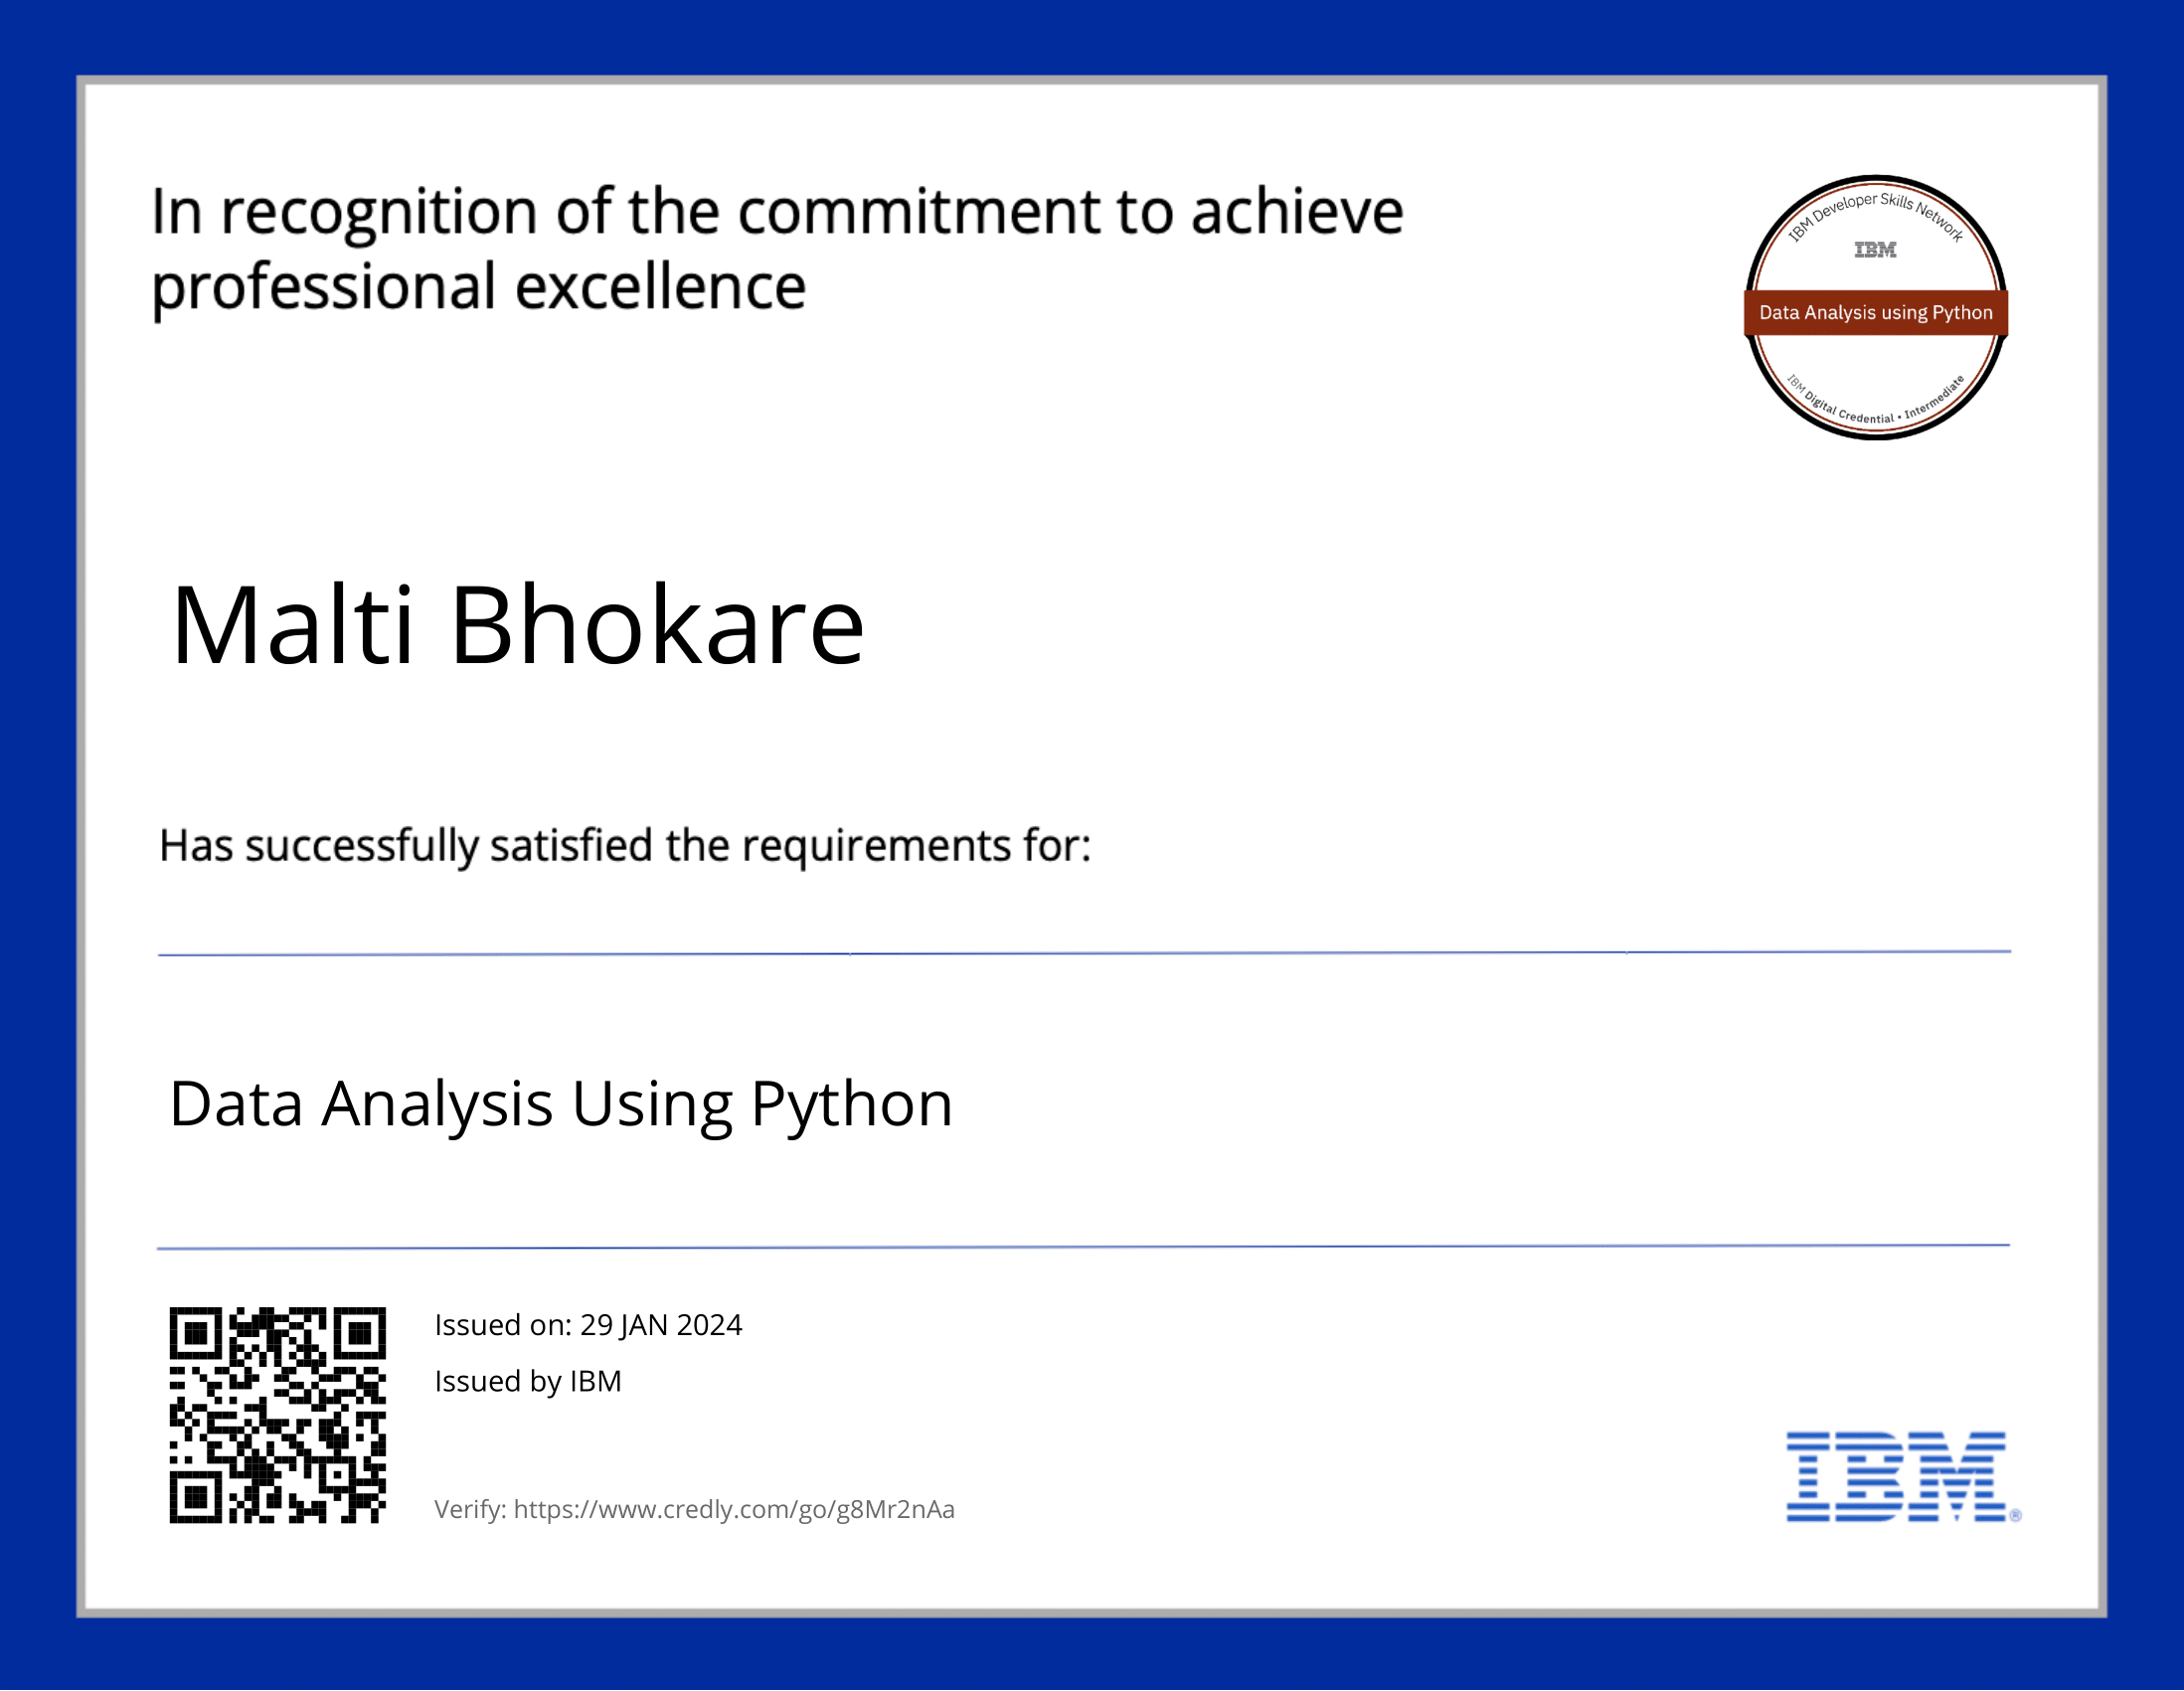 In recognition of the commitment to achieve
professional excellence
IBM Developer Skills Network
IBM
Data Analysis using Python
IBM Digital Credential • Intermediate
Malti Bhokare
Has successfully satisfied the requirements for:
Data Analysis Using Python
Issued on: 29 JAN 2024
Issued by IBM
Verify: https://www.credly.com/go/g8Mr2nAa
IBM®